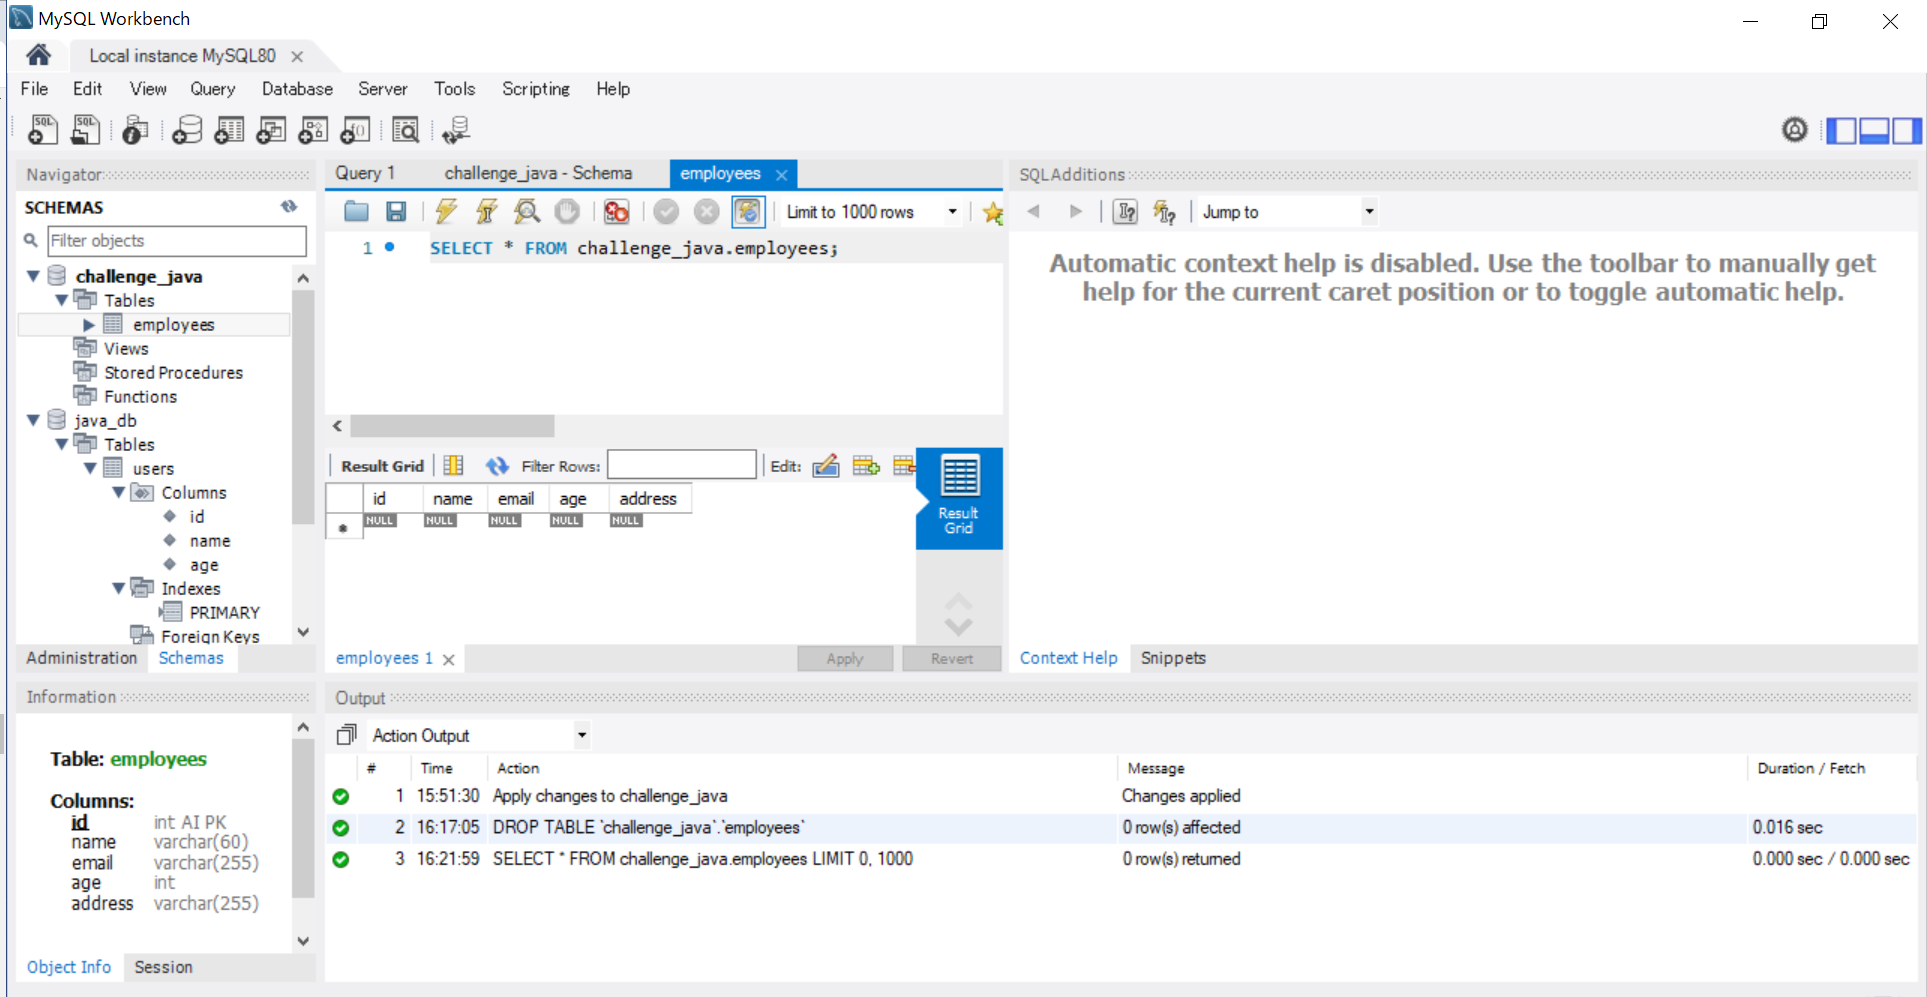 MySQL Workbench
Local instance MySQL80
File Edit View Query Database Server Tools Scripting Help
Navigator
SCHEMAS
Filter objects
challenge_java
Tables
employees
Views
Stored Procedures
Functions
java_db
Tables
users
Columns
id
name
age
Indexes
PRIMARY
Foreign Keys
Administration Schemas
Information
Table: employees
Columns:
id int AI PK
name varchar(60)
email varchar(255)
age int
address varchar(255)
Object Info Session
Query 1 challenge_java - Schema employees
Limit to 1000 rows
1 SELECT * FROM challenge_java.employees;
Result Grid Filter Rows: Edit:
id name email age address
NULL NULL NULL NULL NULL
Result
Grid
employees 1 Apply Revert
SQLAdditions
Jump to
Automatic context help is disabled. Use the toolbar to manually get
help for the current caret position or to toggle automatic help.
Context Help Snippets
Output
Action Output
# Time Action Message Duration / Fetch
1 15:51:30 Apply changes to challenge_java Changes applied
2 16:17:05 DROP TABLE `challenge_java`.`employees` 0 row(s) affected 0.016 sec
3 16:21:59 SELECT * FROM challenge_java.employees LIMIT 0, 1000 0 row(s) returned 0.000 sec / 0.000 sec